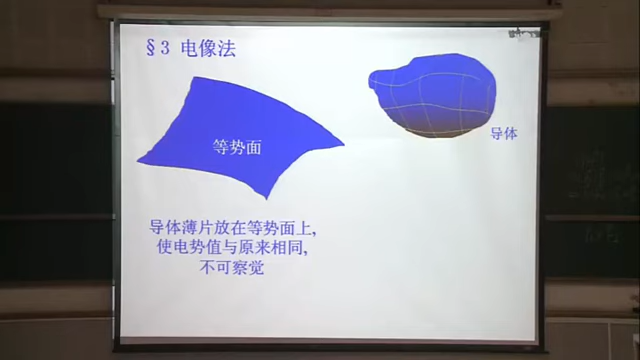 §3 电像法
等势面
导体
导体薄片放在等势面上,
使电势值与原来相同,
不可察觉